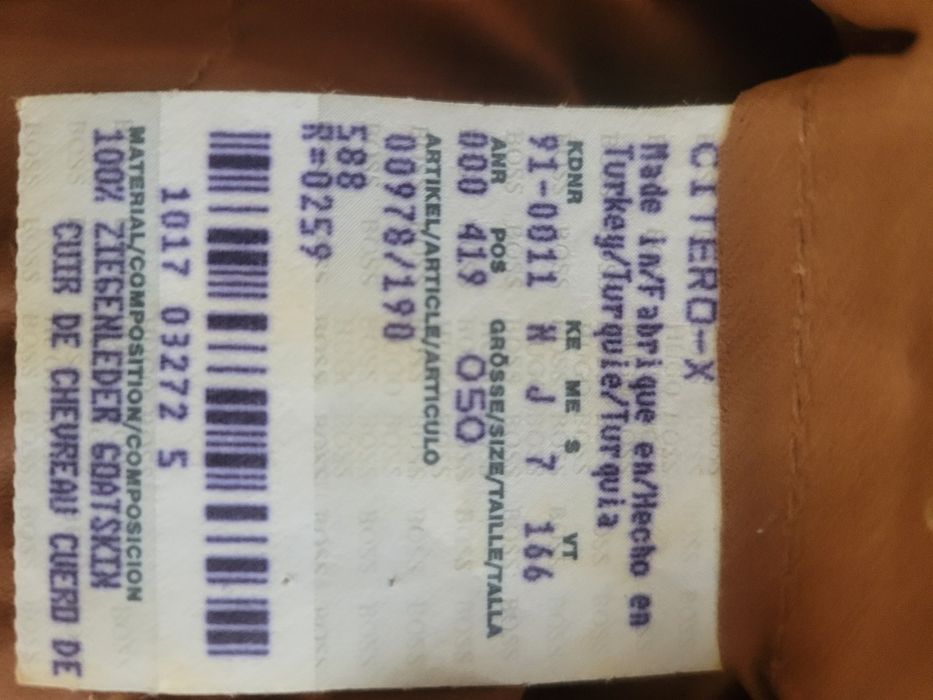 CITERO-X
Made in/Fabrique en/Hecho en
Turkey/Turquie/Turquia
KDNR KE ME S VT
91-0011 N J 7 166
ANR POS GRÖSSE/SIZE/TAILLE/TALLA
000 419 050
ARTIKEL/ARTICLE/ARTICULO
00978/190
588
R=0259
1017 03272 5
MATERIAL/COMPOSITION/COMPOSICION
100% ZIEGENLEDER GOATSKIN
CUIR DE CHEVREAU CUERO DE